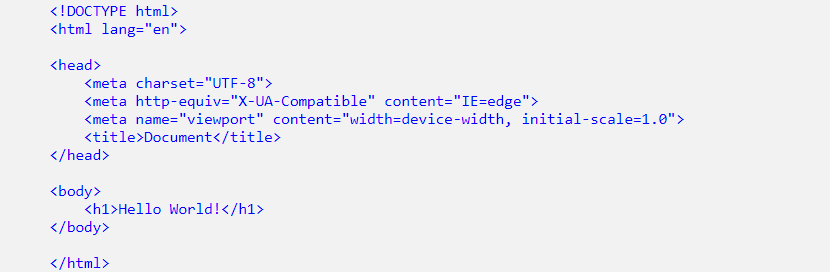 <!DOCTYPE html>
<html lang="en">
<head>
<meta charset="UTF-8">
<meta http-equiv="X-UA-Compatible" content="IE=edge">
<meta name="viewport" content="width=device-width, initial-scale=1.0">
<title>Document</title>
</head>
<body>
<h1>Hello World!</h1>
</body>
</html>